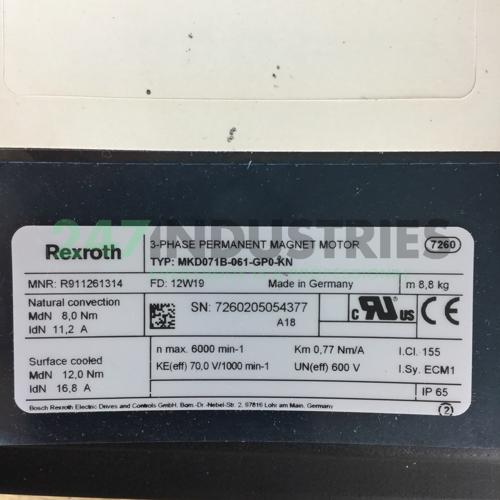 247INDUSTRIES
Rexroth
3-PHASE PERMANENT MAGNET MOTOR
7260
TYP: MKD071B-061-GP0-KN
MNR: R911261314
FD: 12W19
Made in Germany
m 8,8 kg
Natural convection
MdN 8,0 Nm
IdN 11,2 A
SN: 7260205054377
A18
c RU US
CE
Surface cooled
MdN 12,0 Nm
IdN 16,8 A
n max. 6000 min-1
Km 0,77 Nm/A
I.Cl. 155
KE(eff) 70,0 V/1000 min-1
UN(eff) 600 V
I.Sy. ECM1
IP 65
Bosch Rexroth Electric Drives and Controls GmbH, Bgm.-Dr.-Nebel-Str. 2, 97816 Lohr am Main, Germany
2